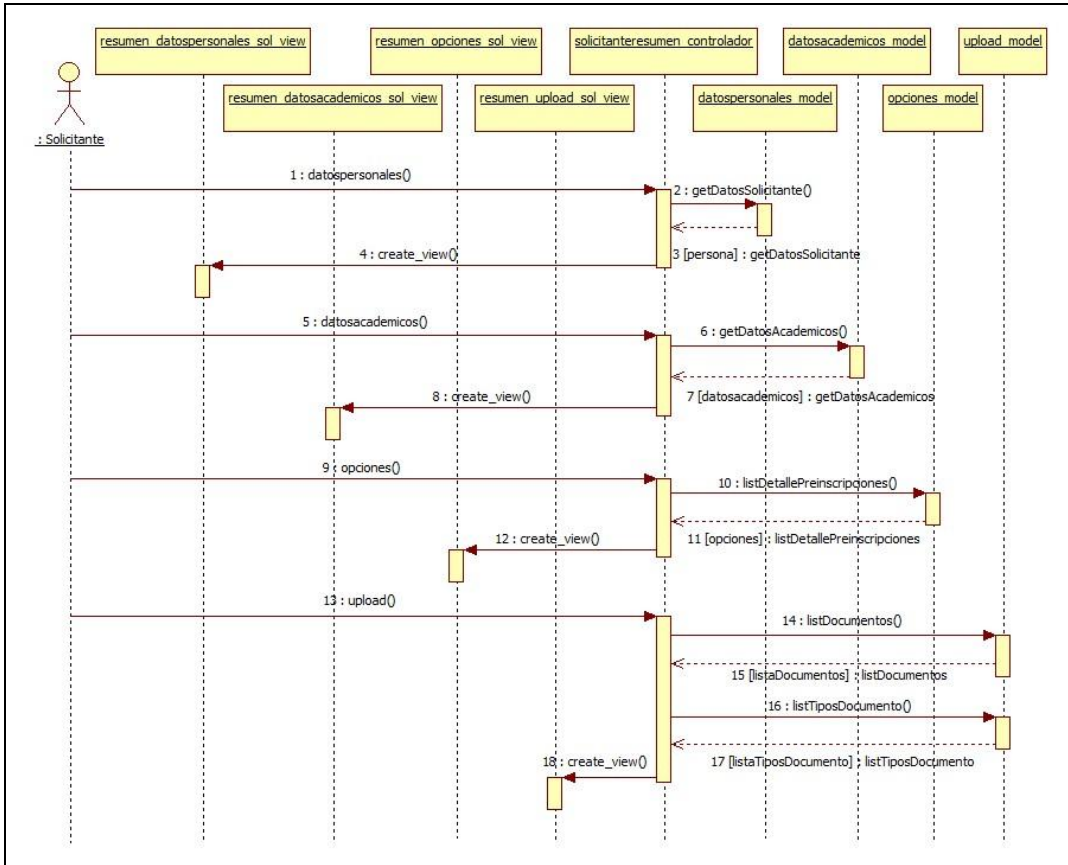 resumen_datospersonales_sol_view
resumen_opciones_sol_view
solicitanteresumen_controlador
datosacademicos_model
upload_model
resumen_datosacademicos_sol_view
resumen_upload_sol_view
datospersonales_model
opciones_model
: Solicitante
1 : datospersonales()
2 : getDatosSolicitante()
3 [persona] : getDatosSolicitante
4 : create_view()
5 : datosacademicos()
6 : getDatosAcademicos()
7 [datosacademicos] : getDatosAcademicos
8 : create_view()
9 : opciones()
10 : listDetallePreinscripciones()
11 [opciones] : listDetallePreinscripciones
12 : create_view()
13 : upload()
14 : listDocumentos()
15 [listaDocumentos] : listDocumentos
16 : listTiposDocumento()
17 [listaTiposDocumento] : listTiposDocumento
18 : create_view()